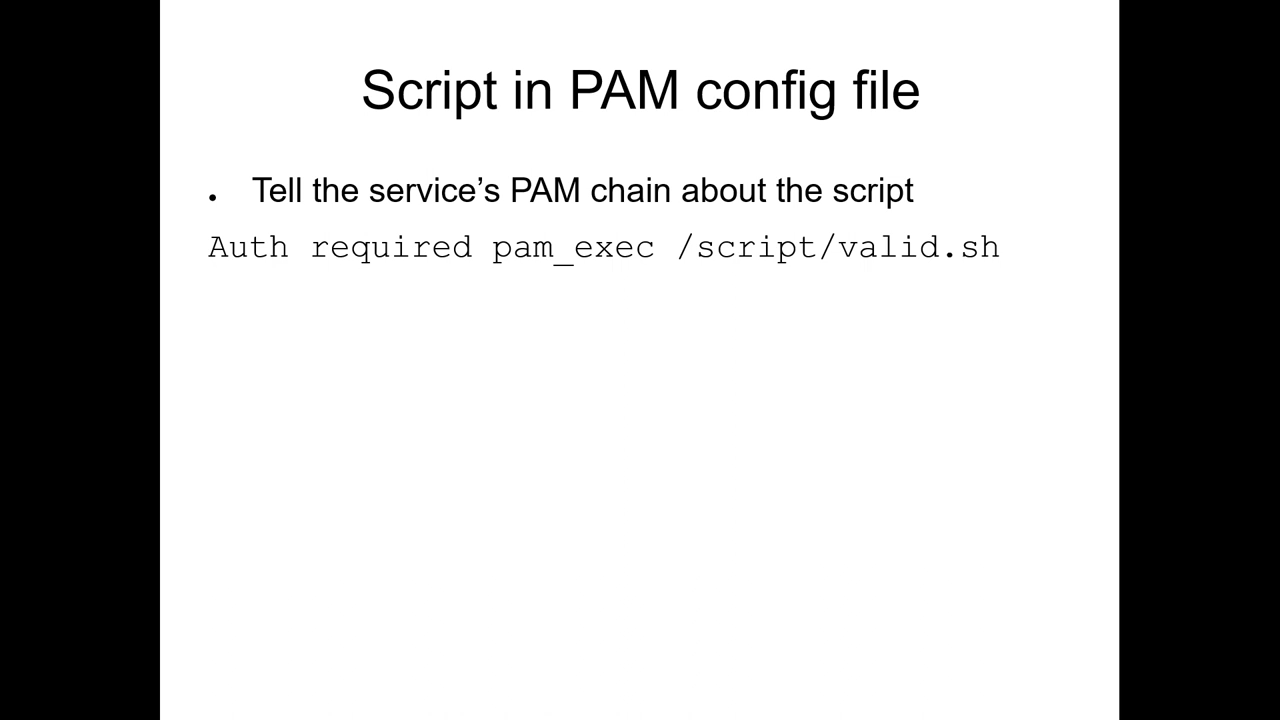 Script in PAM config file
• Tell the service’s PAM chain about the script
Auth required pam_exec /script/valid.sh